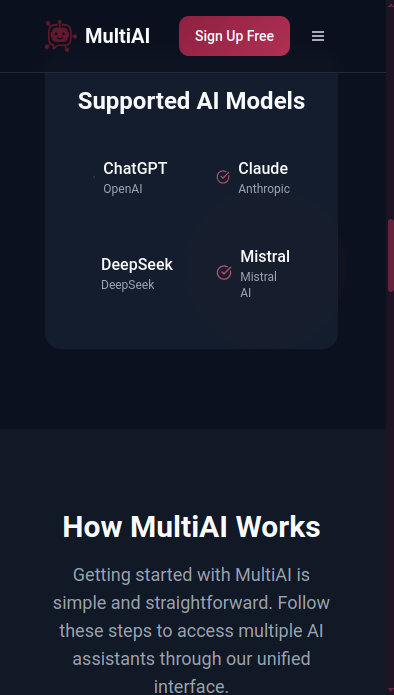 MultiAI
Sign Up Free
Supported AI Models
ChatGPT
OpenAI
Claude
Anthropic
DeepSeek
DeepSeek
Mistral
Mistral
AI
How MultiAI Works
Getting started with MultiAI is
simple and straightforward. Follow
these steps to access multiple AI
assistants through our unified
interface.